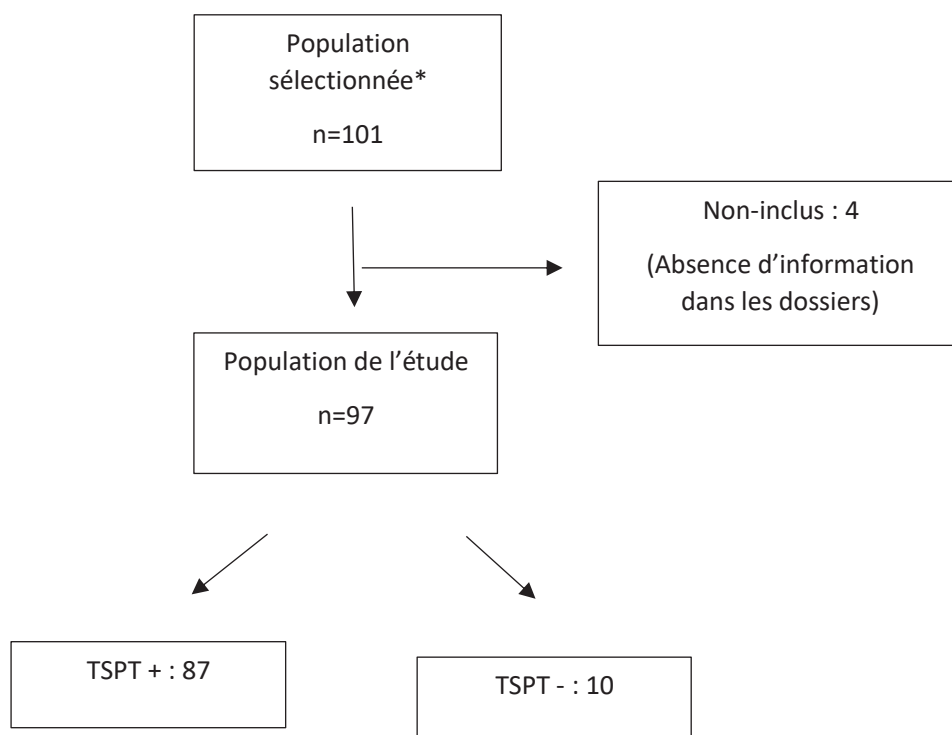 Population
sélectionnée*
n=101
Non-inclus : 4
(Absence d’information
dans les dossiers)
Population de l’étude
n=97
TSPT + : 87
TSPT - : 10